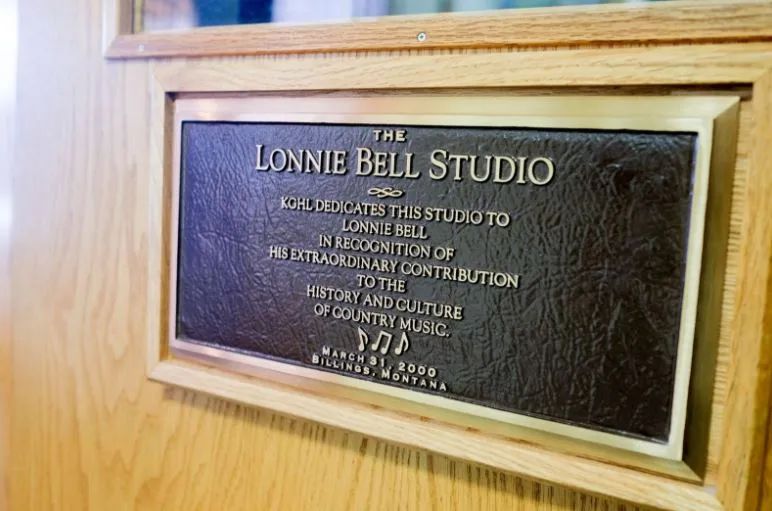 THE
LONNIE BELL STUDIO
KGHL DEDICATES THIS STUDIO TO
LONNIE BELL
IN RECOGNITION OF
HIS EXTRAORDINARY CONTRIBUTION
TO THE
HISTORY AND CULTURE
OF COUNTRY MUSIC.
MARCH 31, 2000
BILLINGS, MONTANA